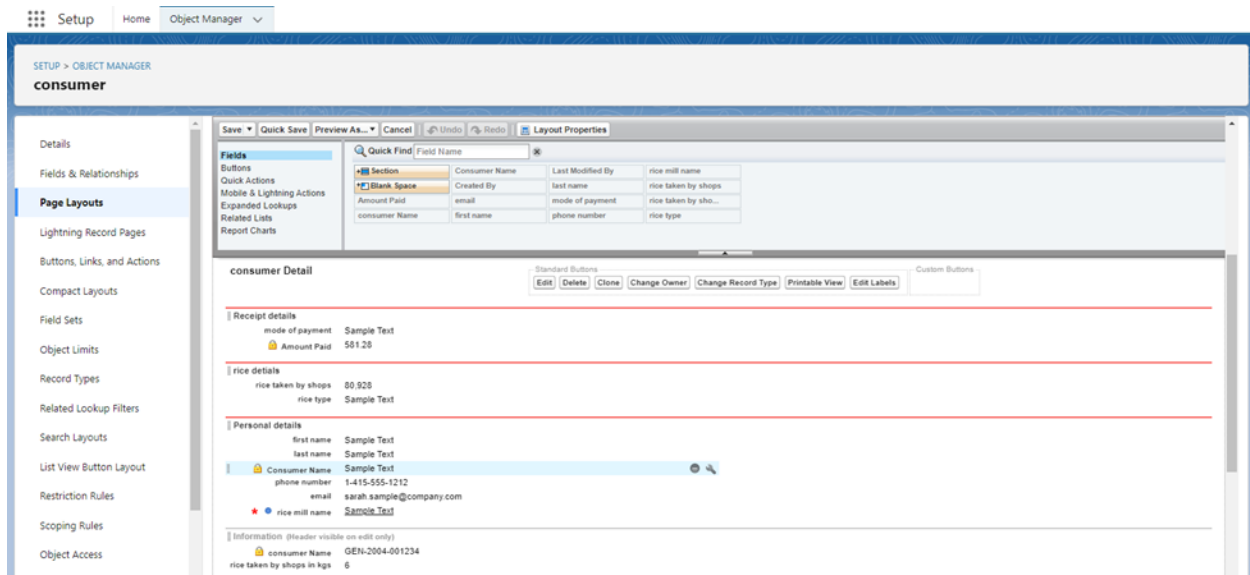 Setup Home Object Manager
SETUP > OBJECT MANAGER
consumer
Details
Fields & Relationships
Page Layouts
Lightning Record Pages
Buttons, Links, and Actions
Compact Layouts
Field Sets
Object Limits
Record Types
Related Lookup Filters
Search Layouts
List View Button Layout
Restriction Rules
Scoping Rules
Object Access
Save Quick Save Preview As... Cancel Undo Redo Layout Properties
Fields
Buttons
Quick Actions
Mobile & Lightning Actions
Expanded Lookups
Related Lists
Report Charts
Quick Find Field Name
Section Consumer Name Last Modified By rice mill name
Blank Space Created By last name rice taken by shops
Amount Paid email mode of payment rice taken by sho...
consumer Name first name phone number rice type
consumer Detail
Standard Buttons
Edit Delete Clone Change Owner Change Record Type Printable View Edit Labels
Custom Buttons
Receipt details
mode of payment Sample Text
Amount Paid 581.28
rice detials
rice taken by shops 80,928
rice type Sample Text
Personal details
first name Sample Text
last name Sample Text
Consumer Name Sample Text
phone number 1-415-555-1212
email sarah.sample@company.com
* rice mill name Sample Text
Information (Header visible on edit only)
consumer Name GEN-2004-001234
rice taken by shops in kgs 6